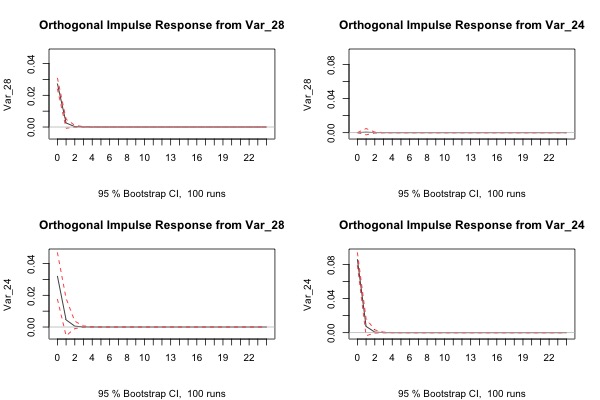 Orthogonal Impulse Response from Var_28
Var_28
0.00 0.02 0.04
0 2 4 6 8 10 13 16 19 22
95 % Bootstrap CI, 100 runs
Orthogonal Impulse Response from Var_24
Var_28
0.00 0.04 0.08
0 2 4 6 8 10 13 16 19 22
95 % Bootstrap CI, 100 runs
Orthogonal Impulse Response from Var_28
Var_24
0.00 0.02 0.04
0 2 4 6 8 10 13 16 19 22
95 % Bootstrap CI, 100 runs
Orthogonal Impulse Response from Var_24
Var_24
0.00 0.04 0.08
0 2 4 6 8 10 13 16 19 22
95 % Bootstrap CI, 100 runs